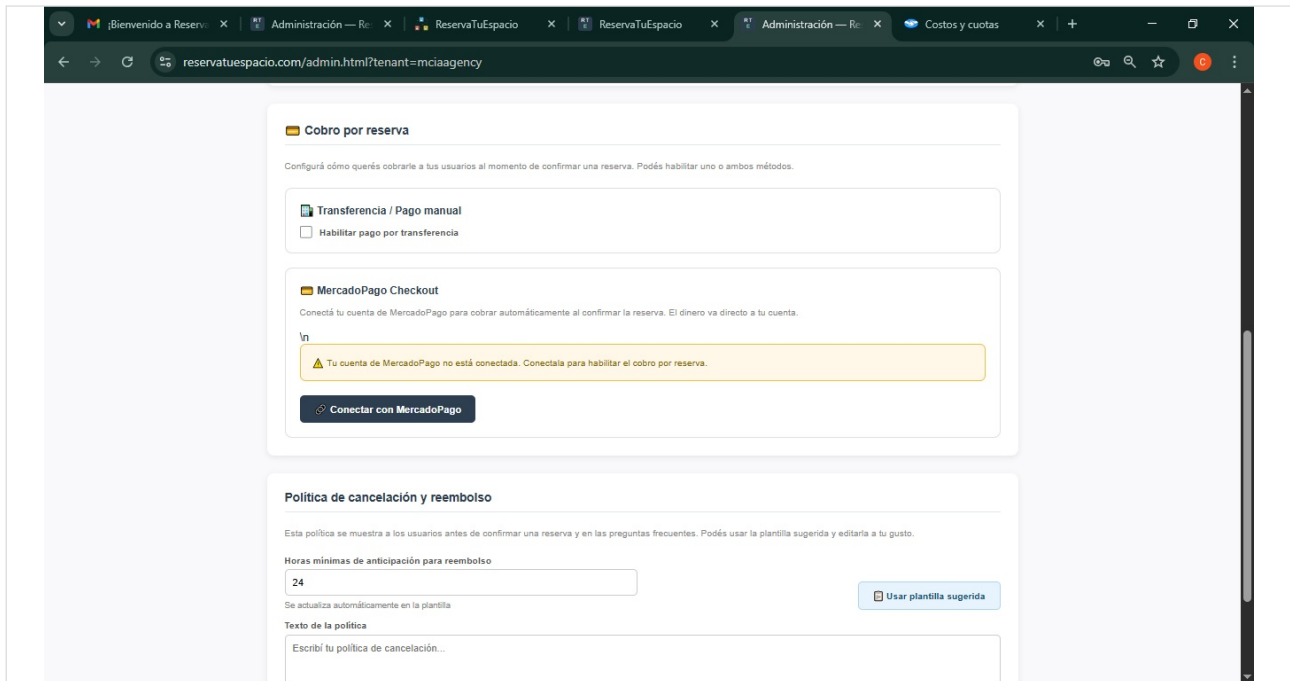 ¡Bienvenido a Reserv
Administración — Re
ReservaTuEspacio
ReservaTuEspacio
Administración — Re
Costos y cuotas
reservatuespacio.com/admin.html?tenant=mciaagency
C
Cobro por reserva
Configurá cómo querés cobrarle a tus usuarios al momento de confirmar una reserva. Podés habilitar uno o ambos métodos.
Transferencia / Pago manual
Habilitar pago por transferencia
MercadoPago Checkout
Conectá tu cuenta de MercadoPago para cobrar automáticamente al confirmar la reserva. El dinero va directo a tu cuenta.
\n
Tu cuenta de MercadoPago no está conectada. Conectala para habilitar el cobro por reserva.
Conectar con MercadoPago
Política de cancelación y reembolso
Esta política se muestra a los usuarios antes de confirmar una reserva y en las preguntas frecuentes. Podés usar la plantilla sugerida y editarla a tu gusto.
Horas mínimas de anticipación para reembolso
24
Usar plantilla sugerida
Se actualiza automáticamente en la plantilla
Texto de la política
Escribí tu política de cancelación...